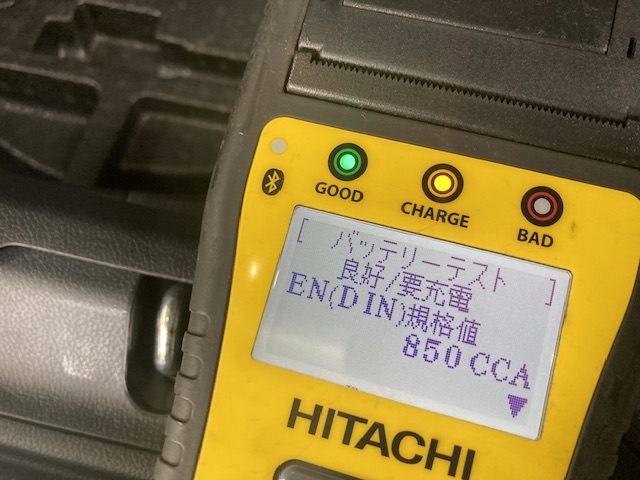 GOOD
CHARGE
BAD
[ バッテリーテスト ]
良好/要充電
EN(DIN)規格値
850CCA
HITACHI